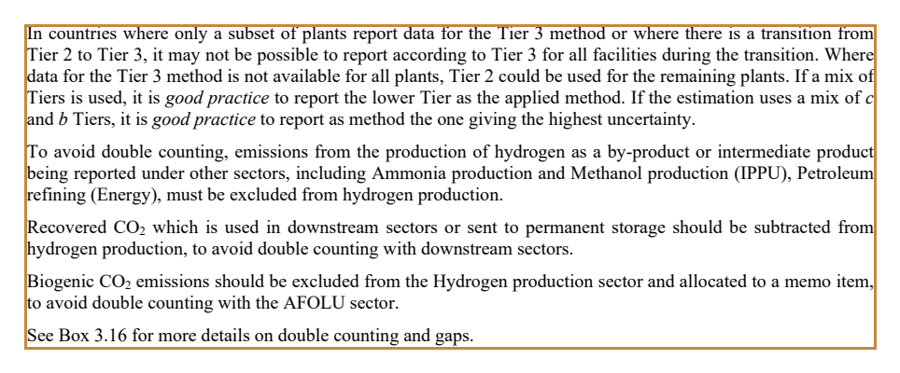 In countries where only a subset of plants report data for the Tier 3 method or where there is a transition from
Tier 2 to Tier 3, it may not be possible to report according to Tier 3 for all facilities during the transition. Where
data for the Tier 3 method is not available for all plants, Tier 2 could be used for the remaining plants. If a mix of
Tiers is used, it is good practice to report the lower Tier as the applied method. If the estimation uses a mix of c
and b Tiers, it is good practice to report as method the one giving the highest uncertainty.
To avoid double counting, emissions from the production of hydrogen as a by-product or intermediate product
being reported under other sectors, including Ammonia production and Methanol production (IPPU), Petroleum
refining (Energy), must be excluded from hydrogen production.
Recovered CO₂ which is used in downstream sectors or sent to permanent storage should be subtracted from
hydrogen production, to avoid double counting with downstream sectors.
Biogenic CO₂ emissions should be excluded from the Hydrogen production sector and allocated to a memo item,
to avoid double counting with the AFOLU sector.
See Box 3.16 for more details on double counting and gaps.